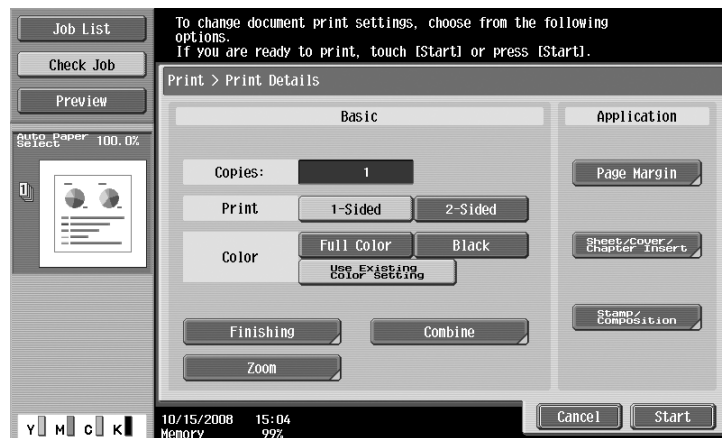 Job List
Check Job
Preview
Auto Paper
Select
100.0%
1
To change document print settings, choose from the following
options.
If you are ready to print, touch [Start] or press [Start].
Print > Print Details
Basic
Application
Copies:
1
Page Margin
Print
1-Sided
2-Sided
Color
Full Color
Black
Sheet/Cover/
Chapter Insert
Use Existing
Color Setting
Stamp/
Composition
Finishing
Combine
Zoom
Y M C K
10/15/2008 15:04
Memory 99%
Cancel
Start